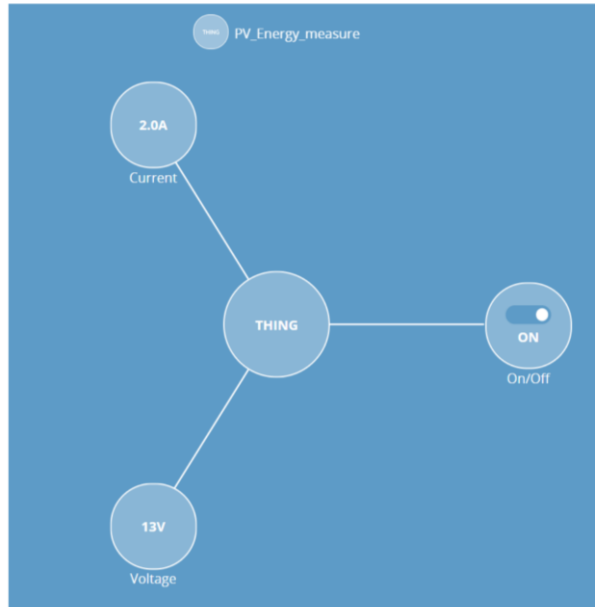 THING
PV_Energy_measure
2.0A
Current
THING
ON
On/Off
13V
Voltage